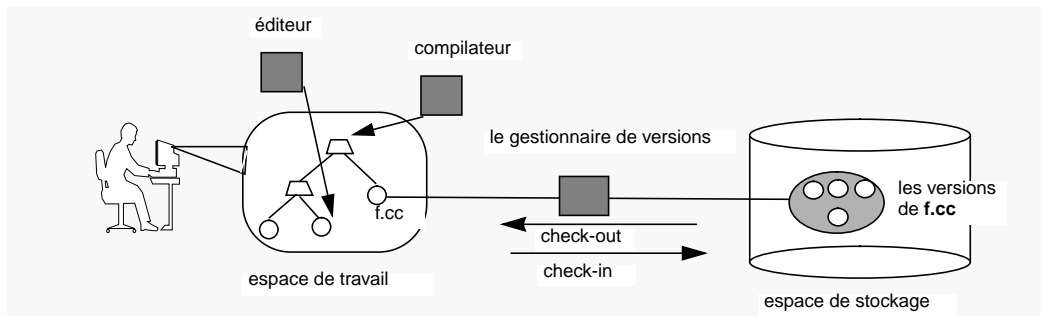 éditeur
compilateur
le gestionnaire de versions
f.cc
les versions
de f.cc
check-out
check-in
espace de travail
espace de stockage